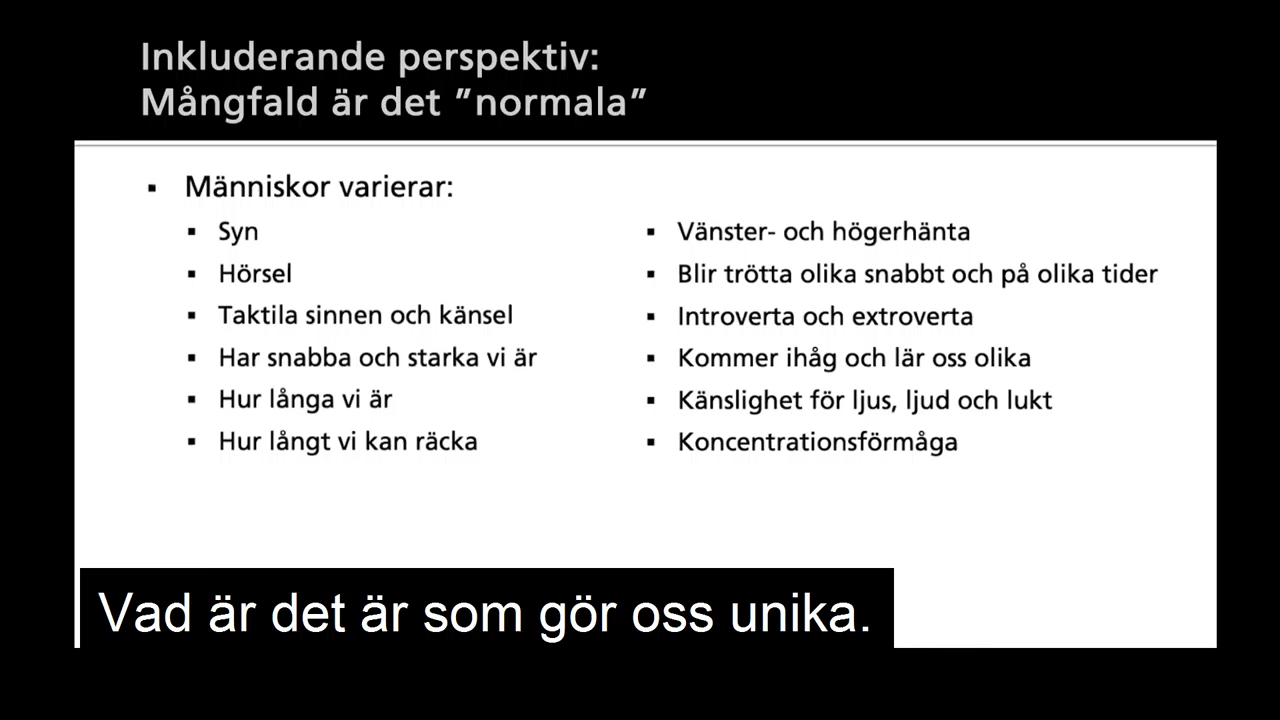 Inkluderande perspektiv:
Mångfald är det ”normala”
▪ Människor varierar:
▪ Syn
▪ Hörsel
▪ Taktila sinnen och känsel
▪ Har snabba och starka vi är
▪ Hur långa vi är
▪ Hur långt vi kan räcka
▪ Vänster- och högerhänta
▪ Blir trötta olika snabbt och på olika tider
▪ Introverta och extroverta
▪ Kommer ihåg och lär oss olika
▪ Känslighet för ljus, ljud och lukt
▪ Koncentrationsförmåga
Vad är det är som gör oss unika.